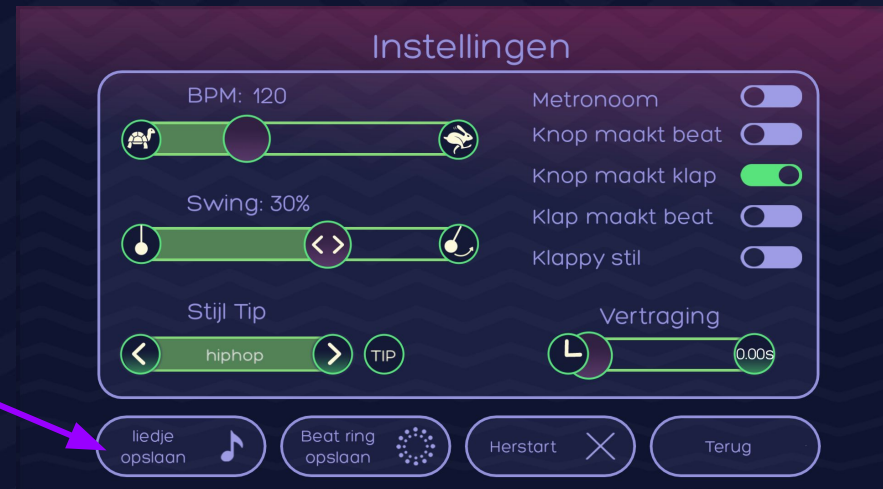 Instellingen
BPM: 120
Swing: 30%
Stijl Tip
hiphop
TIP
Metronoom
Knop maakt beat
Knop maakt klap
Klap maakt beat
Klappy stil
Vertraging
0.00s
liedje
opslaan
Beat ring
opslaan
Herstart
Terug